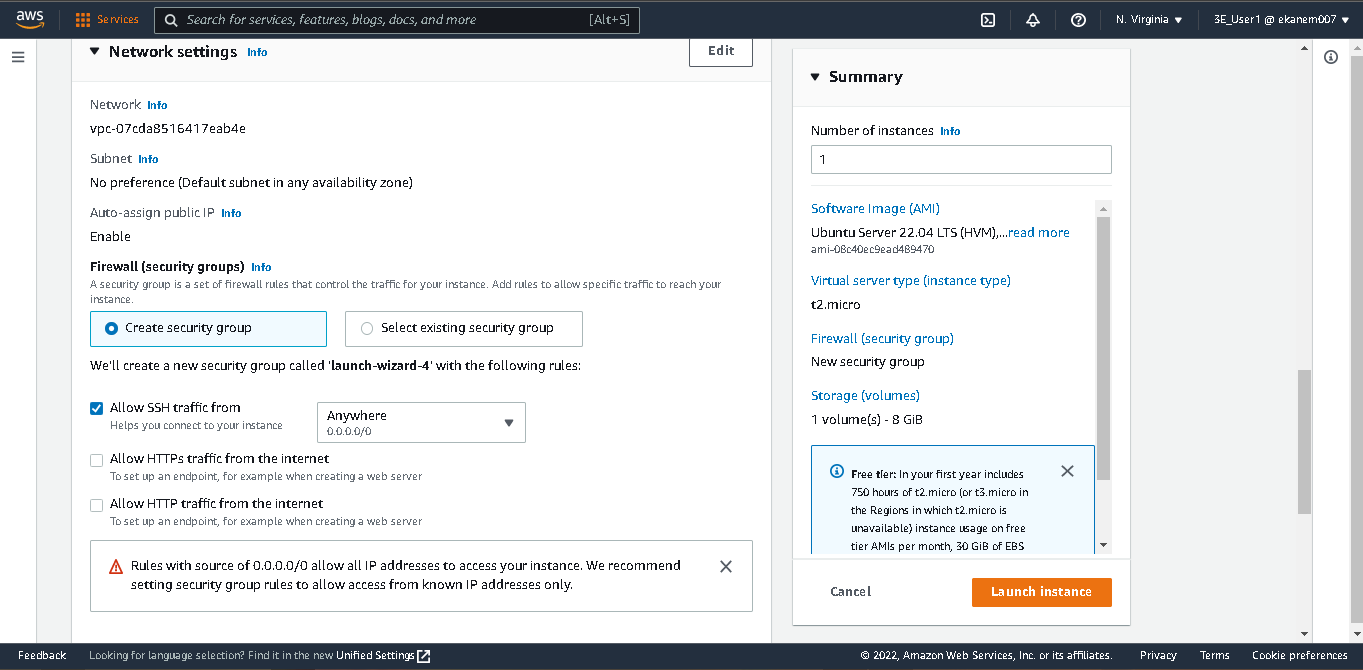 aws
Services
Search for services, features, blogs, docs, and more
[Alt+S]
N. Virginia
3E_User1 @ ekanem007
Network settings Info
Edit
Network Info
vpc-07cda8516417eab4e
Subnet Info
No preference (Default subnet in any availability zone)
Auto-assign public IP Info
Enable
Firewall (security groups) Info
A security group is a set of firewall rules that control the traffic for your instance. Add rules to allow specific traffic to reach your
instance.
Create security group
Select existing security group
We'll create a new security group called 'launch-wizard-4' with the following rules:
Allow SSH traffic from
Helps you connect to your instance
Anywhere
0.0.0.0/0
Allow HTTPs traffic from the internet
To set up an endpoint, for example when creating a web server
Allow HTTP traffic from the internet
To set up an endpoint, for example when creating a web server
Rules with source of 0.0.0.0/0 allow all IP addresses to access your instance. We recommend
setting security group rules to allow access from known IP addresses only.
Summary
Number of instances Info
1
Software Image (AMI)
Ubuntu Server 22.04 LTS (HVM),...read more
ami-08c40ec9ead489470
Virtual server type (instance type)
t2.micro
Firewall (security group)
New security group
Storage (volumes)
1 volume(s) - 8 GiB
Free tier: In your first year includes
750 hours of t2.micro (or t3.micro in
the Regions in which t2.micro is
unavailable) instance usage on free
tier AMIs per month, 30 GiB of EBS
Cancel
Launch instance
Feedback
Looking for language selection? Find it in the new Unified Settings
© 2022, Amazon Web Services, Inc. or its affiliates.
Privacy
Terms
Cookie preferences